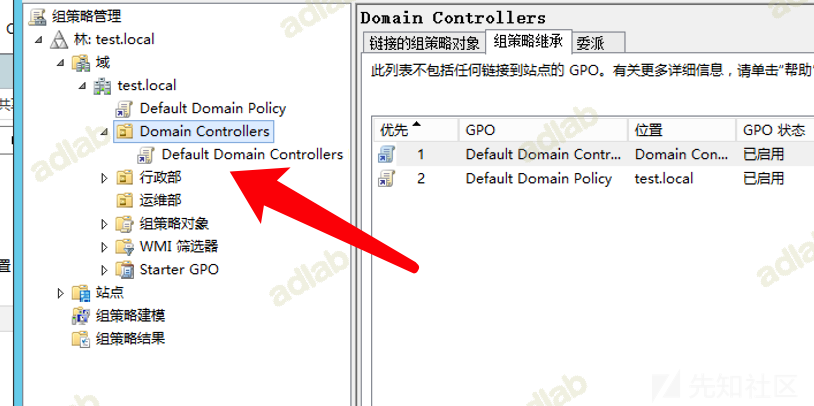 组策略管理
林: test.local
域
test.local
Default Domain Policy
Domain Controllers
Default Domain Controllers
行政部
运维部
组策略对象
WMI 筛选器
Starter GPO
站点
组策略建模
组策略结果
Domain Controllers
链接的组策略对象 组策略继承 委派
此列表不包括任何链接到站点的 GPO。有关更多详细信息，请单击"帮助"
优先 GPO 位置 GPO 状态
1 Default Domain Contr... Domain Con... 已启用
2 Default Domain Policy test.local 已启用
置
adlab
adlab
adlab
adlab
adlab
先知社区